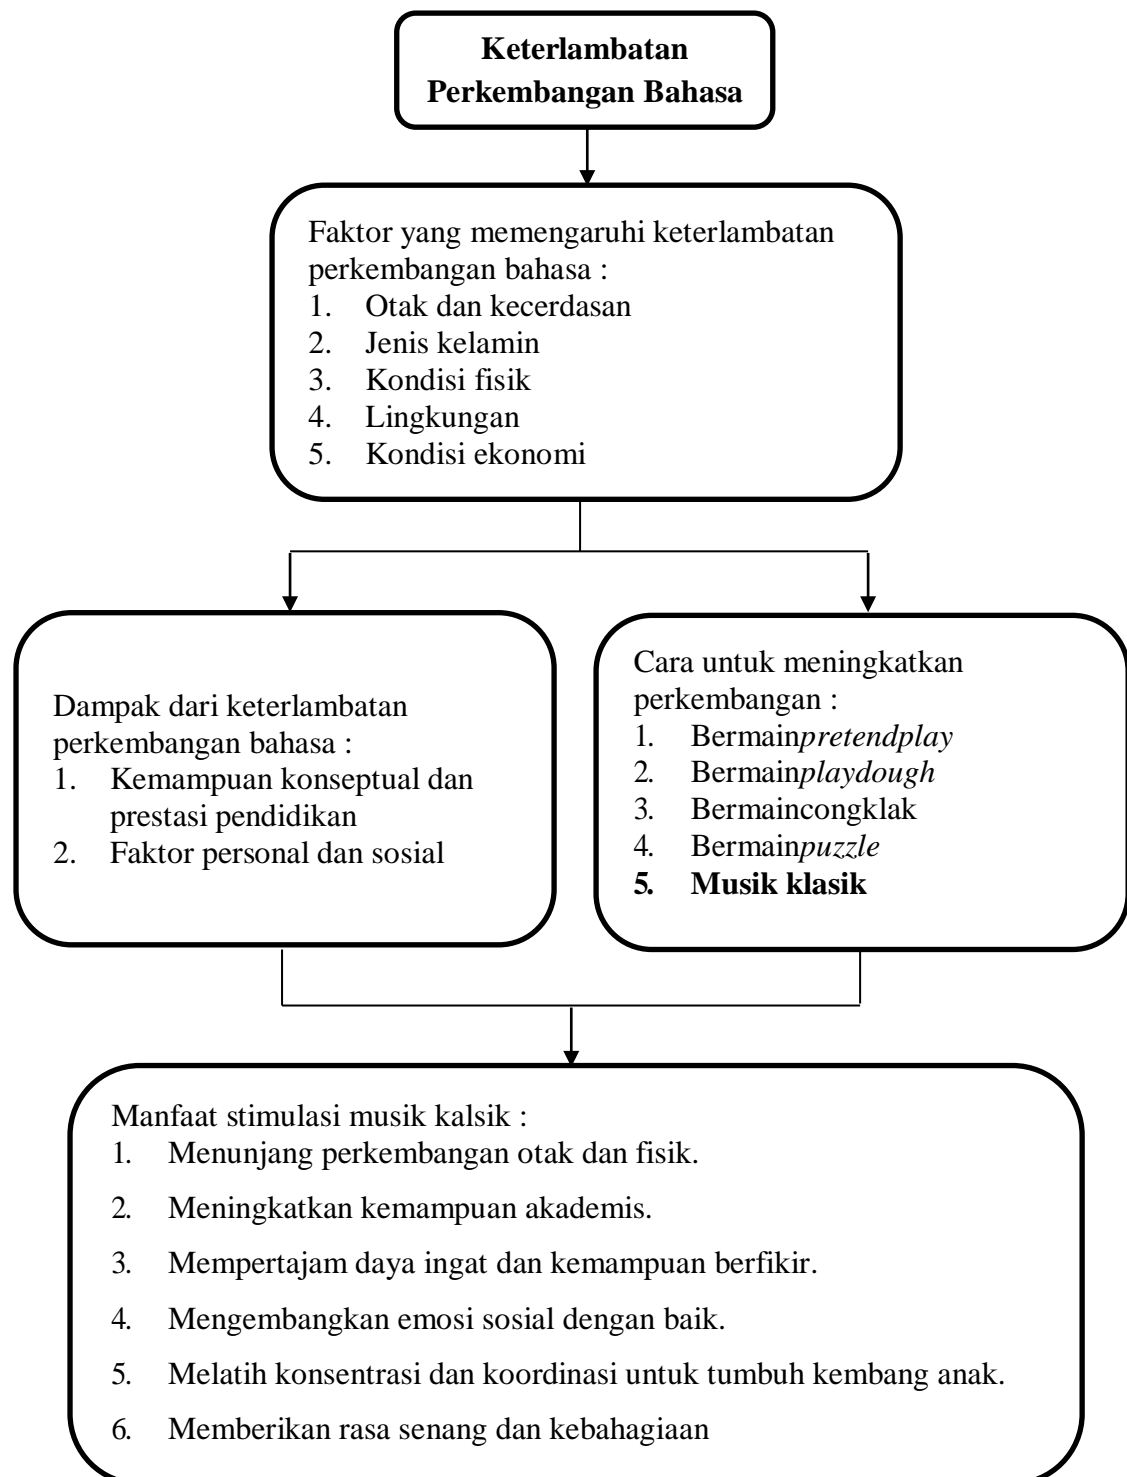 Keterlambatan
Perkembangan Bahasa
Faktor yang memengaruhi keterlambatan
perkembangan bahasa :
1. Otak dan kecerdasan
2. Jenis kelamin
3. Kondisi fisik
4. Lingkungan
5. Kondisi ekonomi
Dampak dari keterlambatan
perkembangan bahasa :
1. Kemampuan konseptual dan
prestasi pendidikan
2. Faktor personal dan sosial
Cara untuk meningkatkan
perkembangan :
1. Bermainpretendplay
2. Bermainplaydough
3. Bermaincongklak
4. Bermainpuzzle
5. Musik klasik
Manfaat stimulasi musik kalsik :
1. Menunjang perkembangan otak dan fisik.
2. Meningkatkan kemampuan akademis.
3. Mempertajam daya ingat dan kemampuan berfikir.
4. Mengembangkan emosi sosial dengan baik.
5. Melatih konsentrasi dan koordinasi untuk tumbuh kembang anak.
6. Memberikan rasa senang dan kebahagiaan